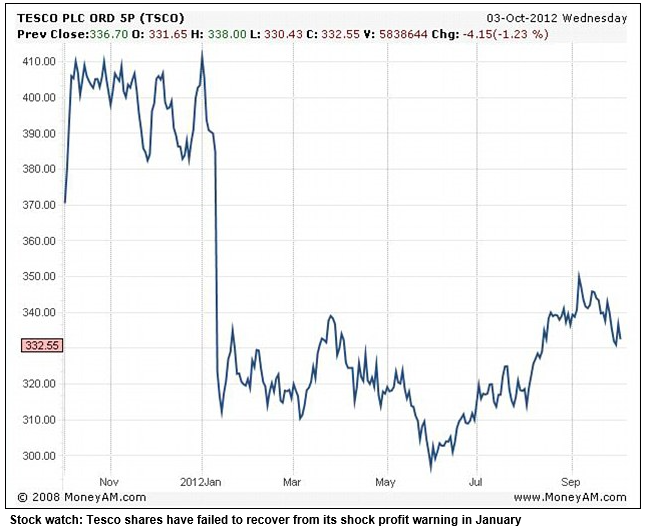 TESCO PLC ORD 5P (TSCO) 03-Oct-2012 Wednesday
Prev Close:336.70 O: 331.65 H: 338.00 L: 330.43 C: 332.55 V: 5838644 Chg: -4.15(-1.23 %)
410.00
400.00
390.00
380.00
370.00
360.00
350.00
340.00
332.55
320.00
310.00
300.00
Nov 2012Jan Mar May Jul Sep
© 2008 MoneyAM.com www.MoneyAM.com
Stock watch: Tesco shares have failed to recover from its shock profit warning in January